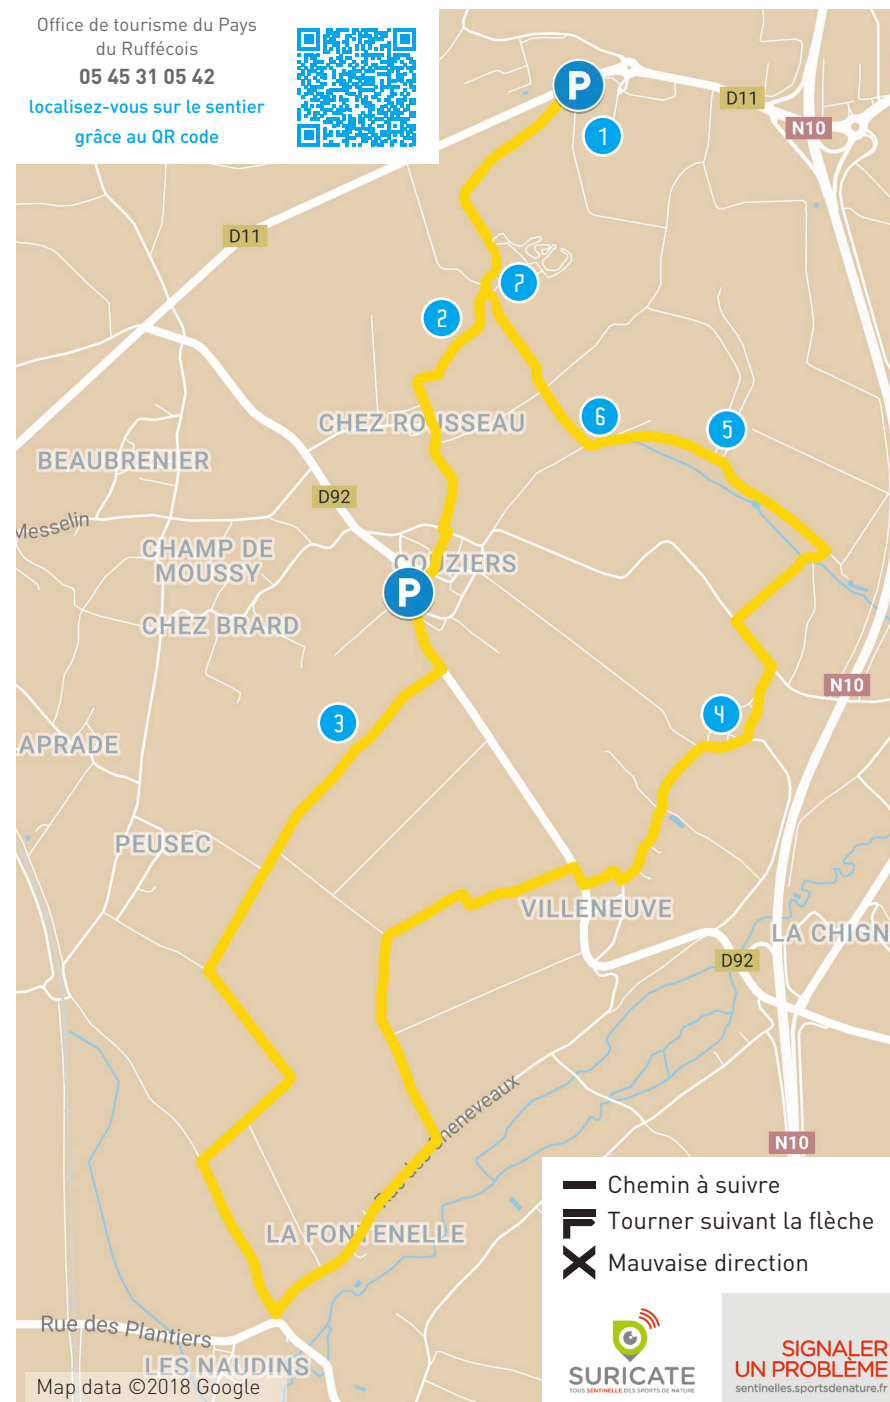 Office de tourisme du Pays
du Ruffécois
05 45 31 05 42
localisez-vous sur le sentier
grâce au QR code
P
1
D11
N10
D11
7
2
CHEZ ROUSSEAU
6
5
BEAUBRENIER
D92
Messelin
CHAMP DE
MOUSSY
COUZIERS
P
CHEZ BRARD
N10
3
4
LAPRADE
PEUSEC
VILLENEUVE
LA CHIGN
D92
Rue des Cheneveaux
N10
Chemin à suivre
Tourner suivant la flèche
Mauvaise direction
LA FONTENELLE
Rue des Plantiers
LES NAUDINS
Map data ©2018 Google
SURICATE
TOUS SENTINELLE DES SPORTS DE NATURE
SIGNALER
UN PROBLÈME
sentinelles.sportsdenature.fr